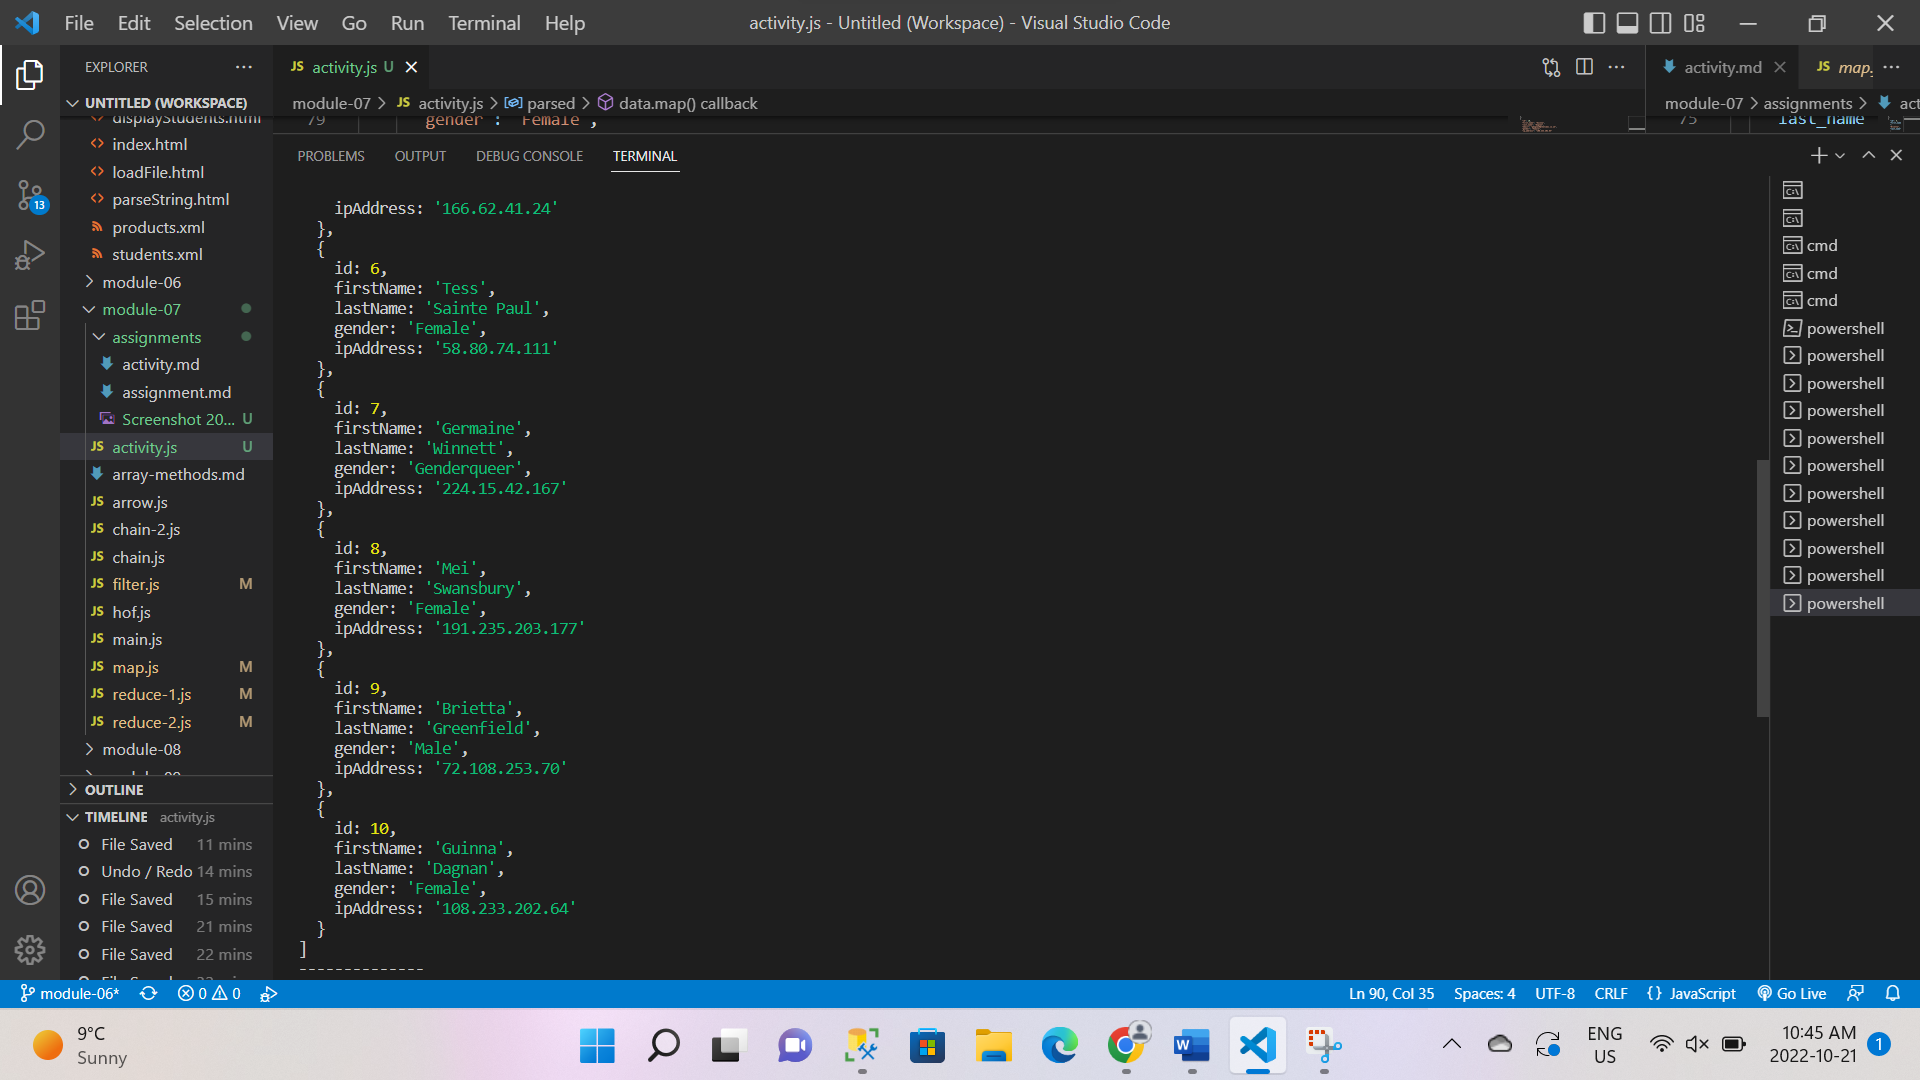 File Edit Selection View Go Run Terminal Help
activity.js - Untitled (Workspace) - Visual Studio Code
EXPLORER
UNTITLED (WORKSPACE)
displayStudents.html
index.html
loadFile.html
parseString.html
products.xml
students.xml
module-06
module-07
assignments
activity.md
assignment.md
Screenshot 20... U
activity.js U
array-methods.md
arrow.js
chain-2.js
chain.js
filter.js M
hof.js
main.js
map.js M
reduce-1.js M
reduce-2.js M
module-08
OUTLINE
TIMELINE activity.js
File Saved 11 mins
Undo / Redo 14 mins
File Saved 15 mins
File Saved 21 mins
File Saved 22 mins
13
JS activity.js U
module-07 > JS activity.js > parsed > data.map() callback
79 gender : Female ,
activity.md
JS map.
module-07 > assignments > act
75 last_name
PROBLEMS OUTPUT DEBUG CONSOLE TERMINAL
ipAddress: '166.62.41.24'
},
{
id: 6,
firstName: 'Tess',
lastName: 'Sainte Paul',
gender: 'Female',
ipAddress: '58.80.74.111'
},
{
id: 7,
firstName: 'Germaine',
lastName: 'Winnett',
gender: 'Genderqueer',
ipAddress: '224.15.42.167'
},
{
id: 8,
firstName: 'Mei',
lastName: 'Swansbury',
gender: 'Female',
ipAddress: '191.235.203.177'
},
{
id: 9,
firstName: 'Brietta',
lastName: 'Greenfield',
gender: 'Male',
ipAddress: '72.108.253.70'
},
{
id: 10,
firstName: 'Guinna',
lastName: 'Dagnan',
gender: 'Female',
ipAddress: '108.233.202.64'
}
]
--------------
cmd
cmd
cmd
powershell
powershell
powershell
powershell
powershell
powershell
powershell
powershell
powershell
powershell
powershell
module-06* 0 0
Ln 90, Col 35 Spaces: 4 UTF-8 CRLF {} JavaScript Go Live
9°C
Sunny
ENG
US
10:45 AM
2022-10-21
1